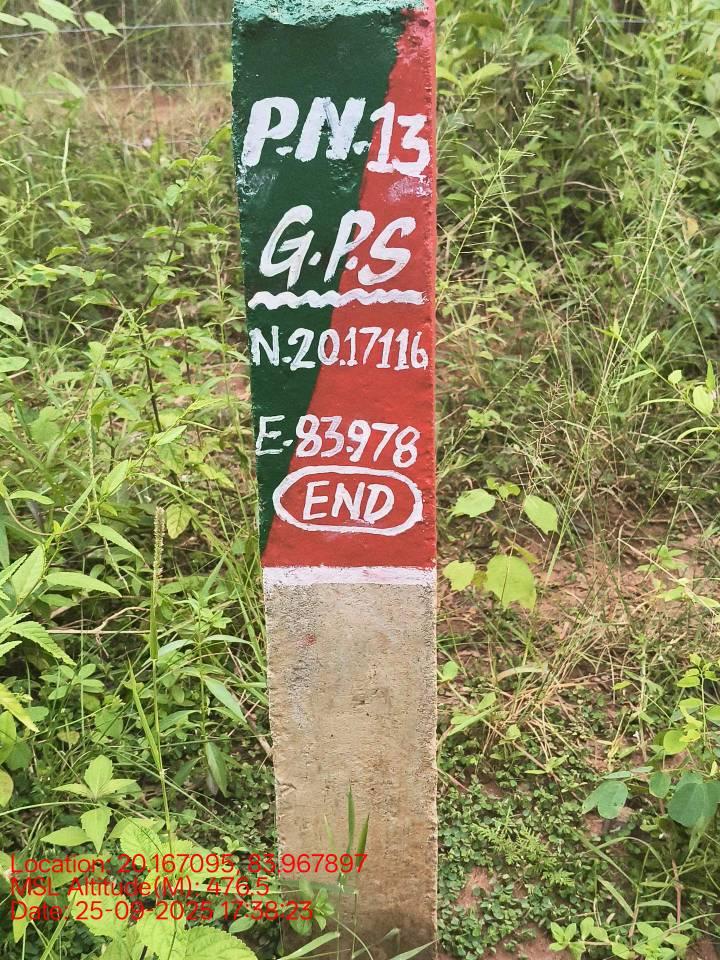 P.N.13
G.P.S
N.20.17116
E.83.978
END
Location: 20.167095, 83.967897
MSL Altitude(M): 476.5
Date: 25-09-2025 17:38:23